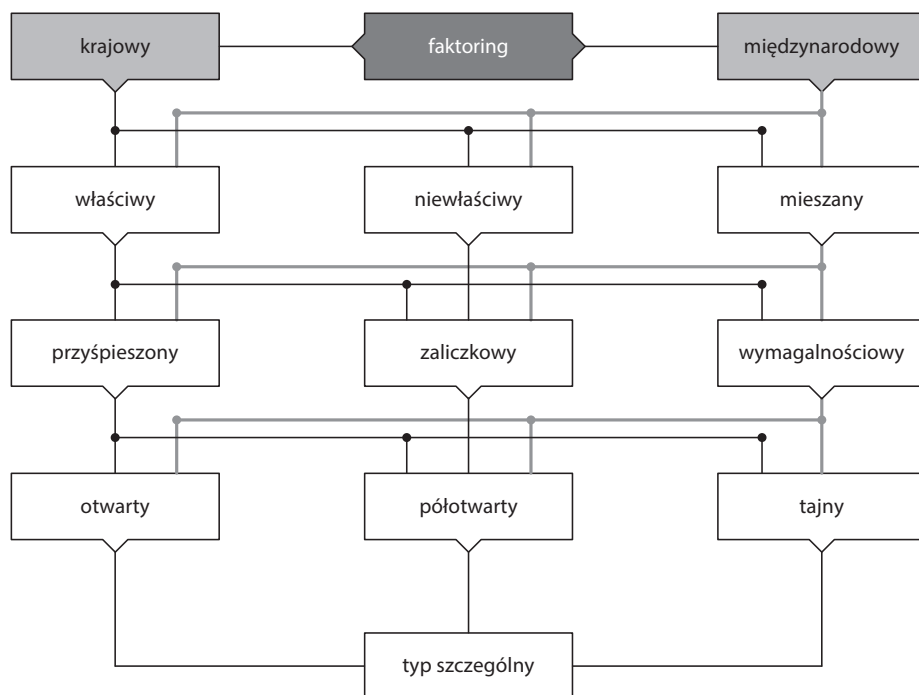 krajowy
faktoring
międzynarodowy
właściwy
niewłaściwy
mieszany
przyśpieszony
zaliczkowy
wymagalnościowy
otwarty
półotwarty
tajny
typ szczególny